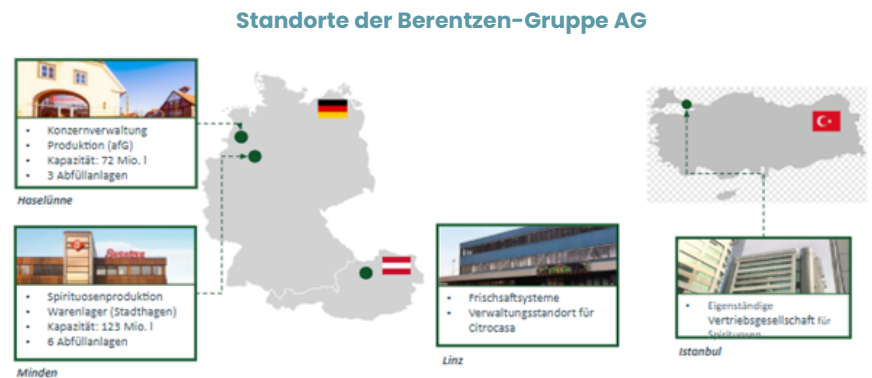 Standorte der Berentzen-Gruppe AG
• Konzernverwaltung
• Produktion (afG)
• Kapazität: 72 Mio. l
• 3 Abfüllanlagen
Haselünne
• Spirituosenproduktion
• Warenlager (Stadthagen)
• Kapazität: 123 Mio. l
• 6 Abfüllanlagen
Minden
• Frischsaftsysteme
• Verwaltungsstandort für
Citrocasa
Linz
• Eigenständige
Vertriebsgesellschaft für
Spirituosen
Istanbul